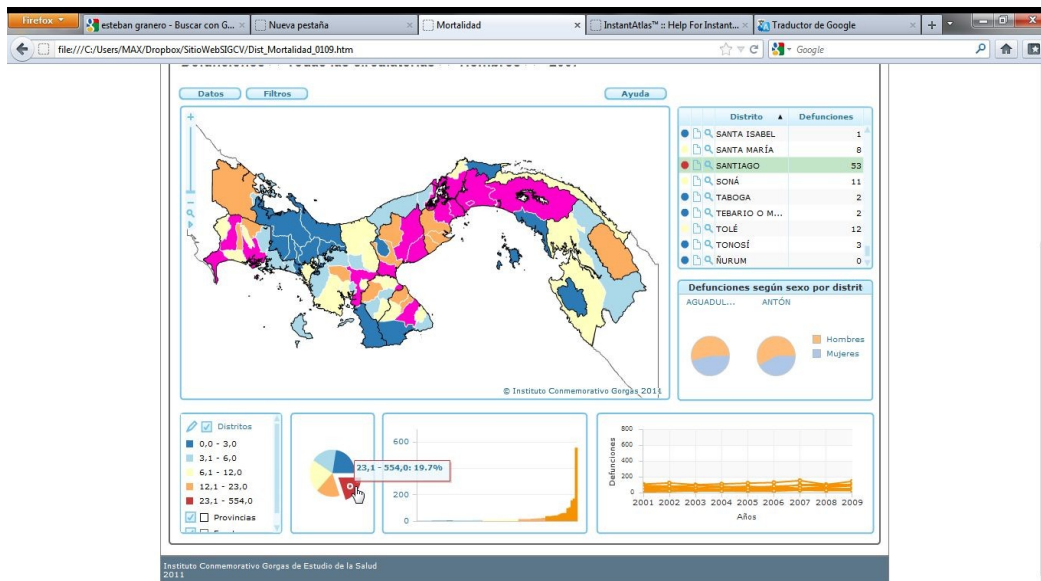 Firefox
esteban granero - Buscar con G... ×
Nueva pestaña ×
Mortalidad ×
InstantAtlas™ :: Help For Instant... ×
Traductor de Google ×
file:///C:/Users/MAX/Dropbox/SitioWebSIGCV/Dist_Mortalidad_0109.htm
Google
Datos Filtros Ayuda
Distrito Defunciones
SANTA ISABEL 1
SANTA MARÍA 8
SANTIAGO 53
SONÁ 11
TABOGA 2
TEBARIO O M... 2
TOLÉ 12
TONOSÍ 3
ÑURUM 0
© Instituto Conmemorativo Gorgas 2011
Defunciones según sexo por distrit
AGUADUL... ANTÓN
Hombres
Mujeres
Distritos
0,0 - 3,0
3,1 - 6,0
6,1 - 12,0
12,1 - 23,0
23,1 - 554,0
Provincias
23,1 - 554,0: 19.7%
600
200
0
Defunciones
800
600
400
200
0
2001 2002 2003 2004 2005 2006 2007 2008 2009
Años
Instituto Conmemorativo Gorgas de Estudio de la Salud
2011